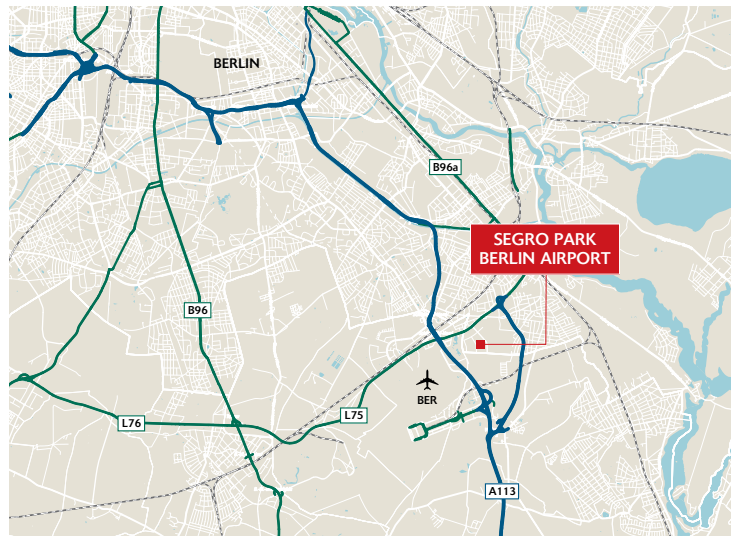 BERLIN
B96a
SEGRO PARK
BERLIN AIRPORT
B96
BER
L75
L76
A113